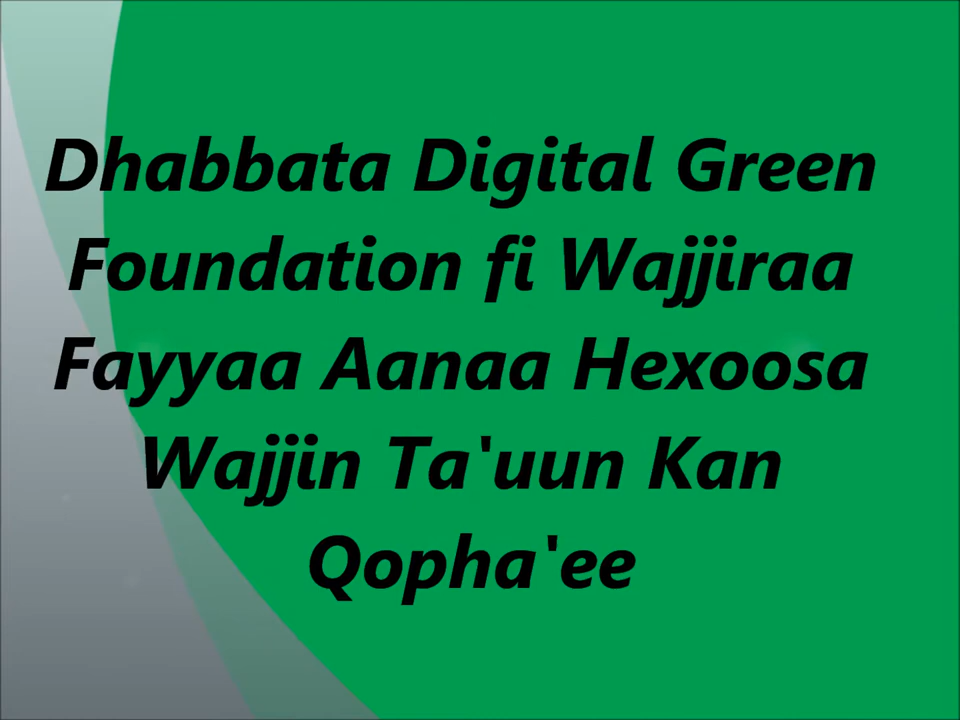 Dhabbata Digital Green
Foundation fi Wajjiraa
Fayyaa Aanaa Hexoosa
Wajjin Ta'uun Kan
Qopha'ee